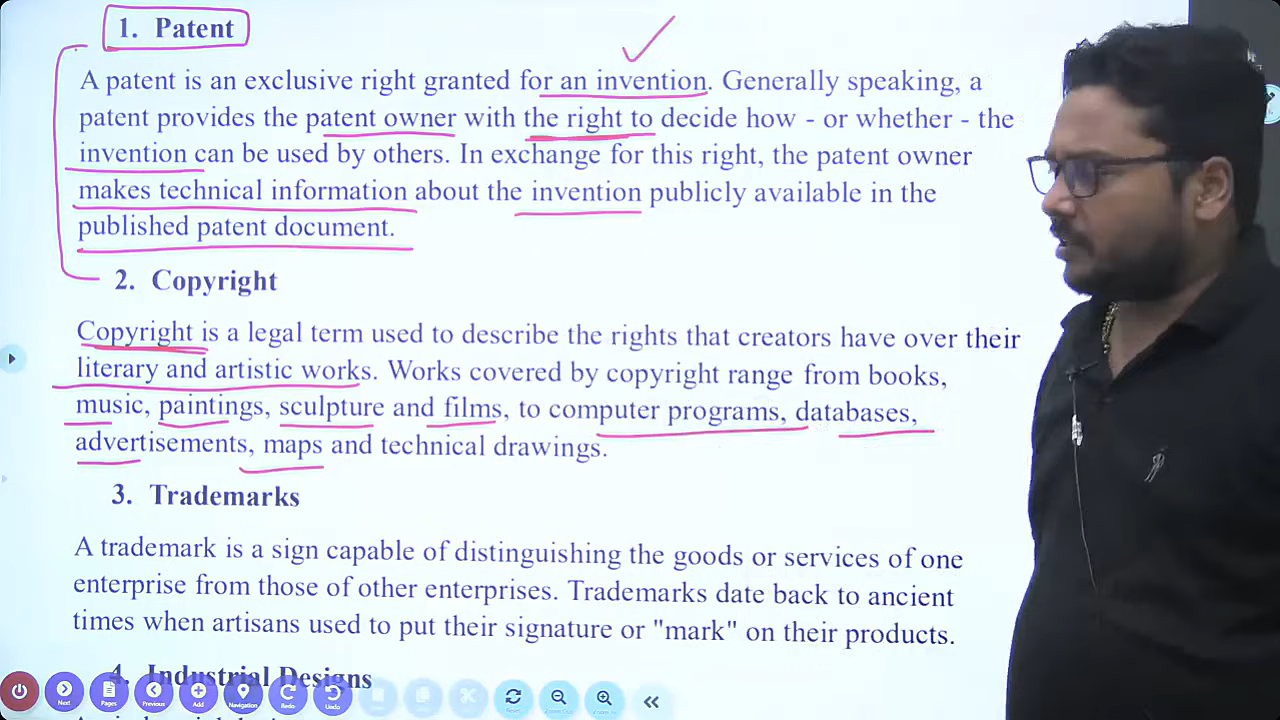 1. Patent
A patent is an exclusive right granted for an invention. Generally speaking, a
patent provides the patent owner with the right to decide how - or whether - the
invention can be used by others. In exchange for this right, the patent owner
makes technical information about the invention publicly available in the
published patent document.
2. Copyright
Copyright is a legal term used to describe the rights that creators have over their
literary and artistic works. Works covered by copyright range from books,
music, paintings, sculpture and films, to computer programs, databases,
advertisements, maps and technical drawings.
3. Trademarks
A trademark is a sign capable of distinguishing the goods or services of one
enterprise from those of other enterprises. Trademarks date back to ancient
times when artisans used to put their signature or "mark" on their products.
4. Industrial Designs
Next Pages Previous Add Navigation Redo Undo